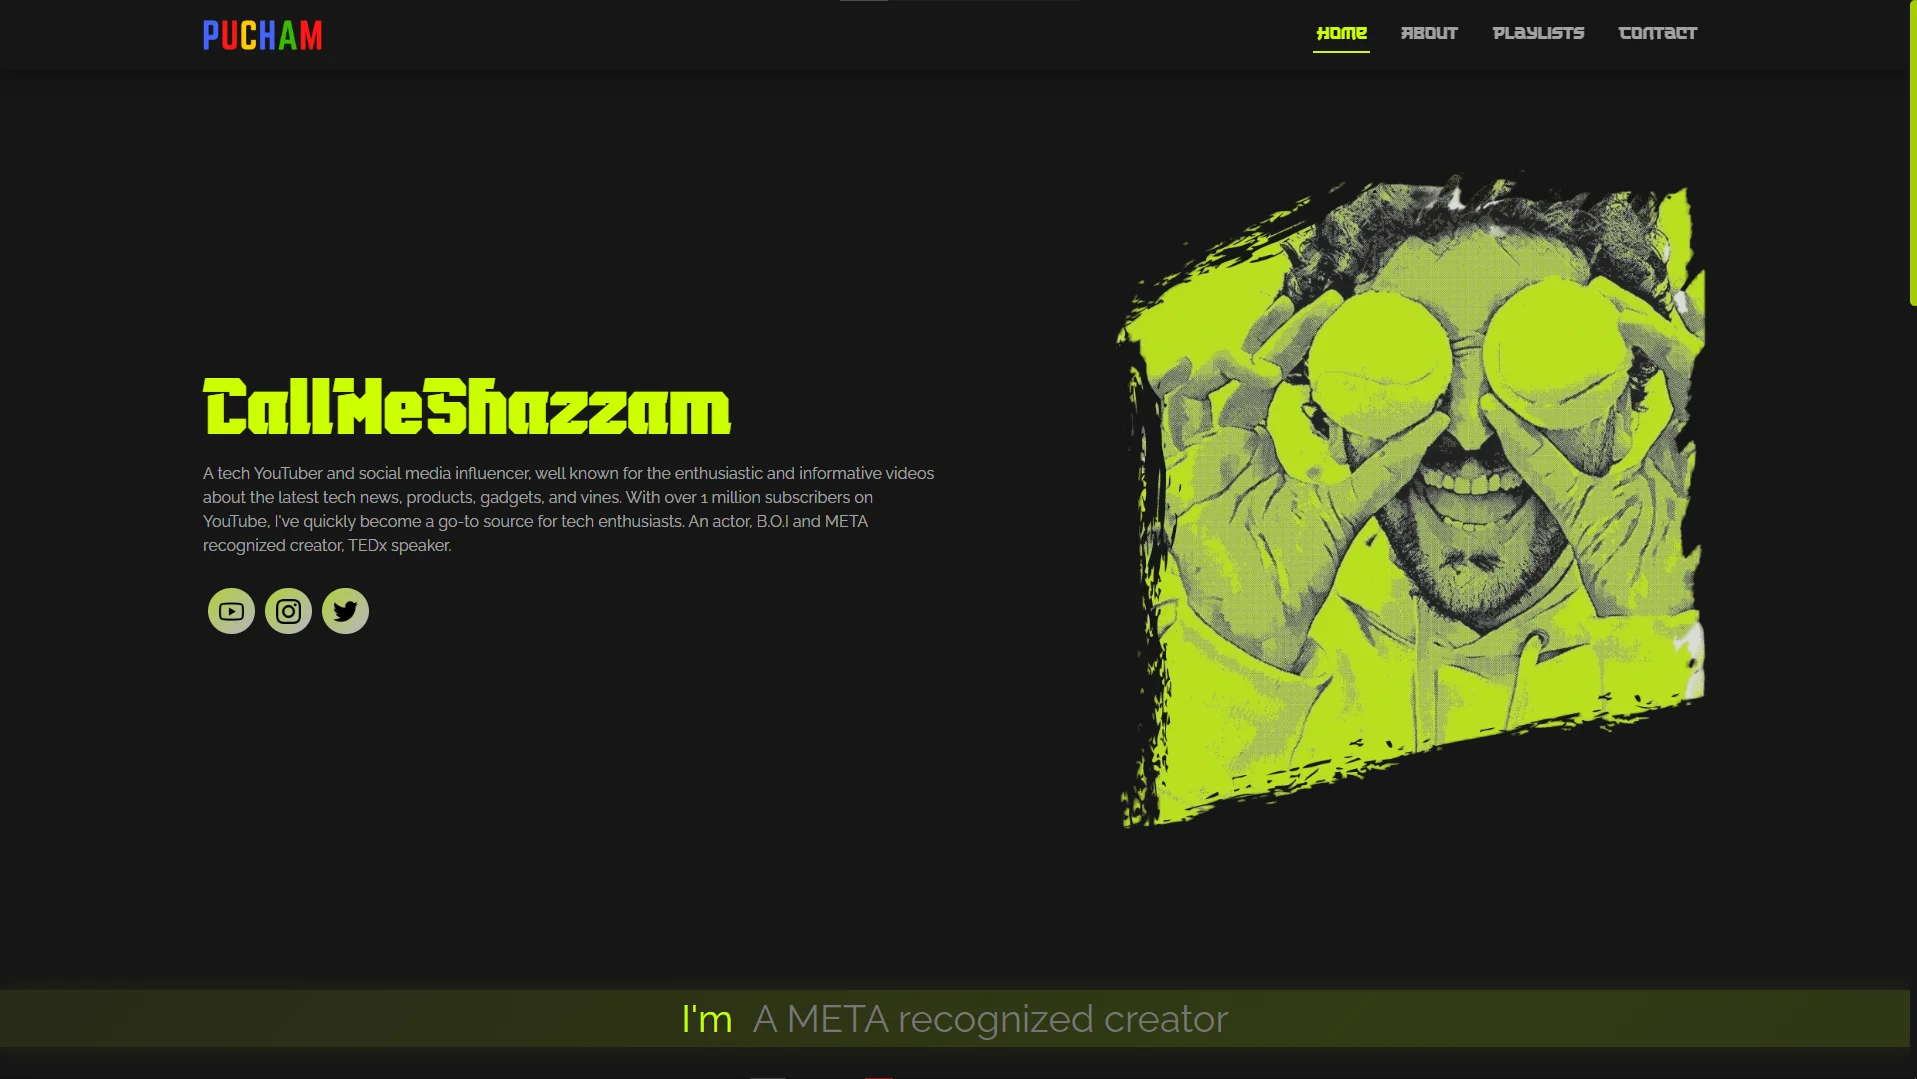 PUCHAM
HOME ABOUT PLAYLISTS CONTACT
CallMeShazzam
A tech YouTuber and social media influencer, well known for the enthusiastic and informative videos
about the latest tech news, products, gadgets, and vines. With over 1 million subscribers on
YouTube, I've quickly become a go-to source for tech enthusiasts. An actor, B.O.I and META
recognized creator, TEDx speaker.
I'm A META recognized creator